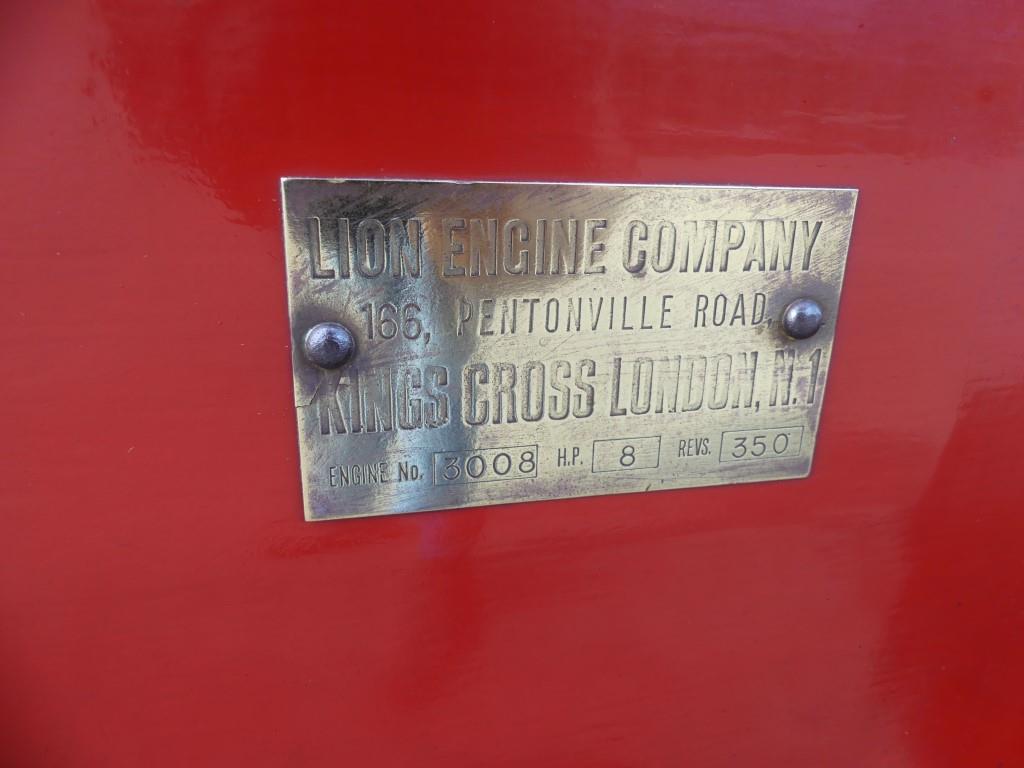 LION ENGINE COMPANY
166, PENTONVILLE ROAD,
KINGS CROSS LONDON, N.1
ENGINE No. 3008 H.P. 8 REVS. 350